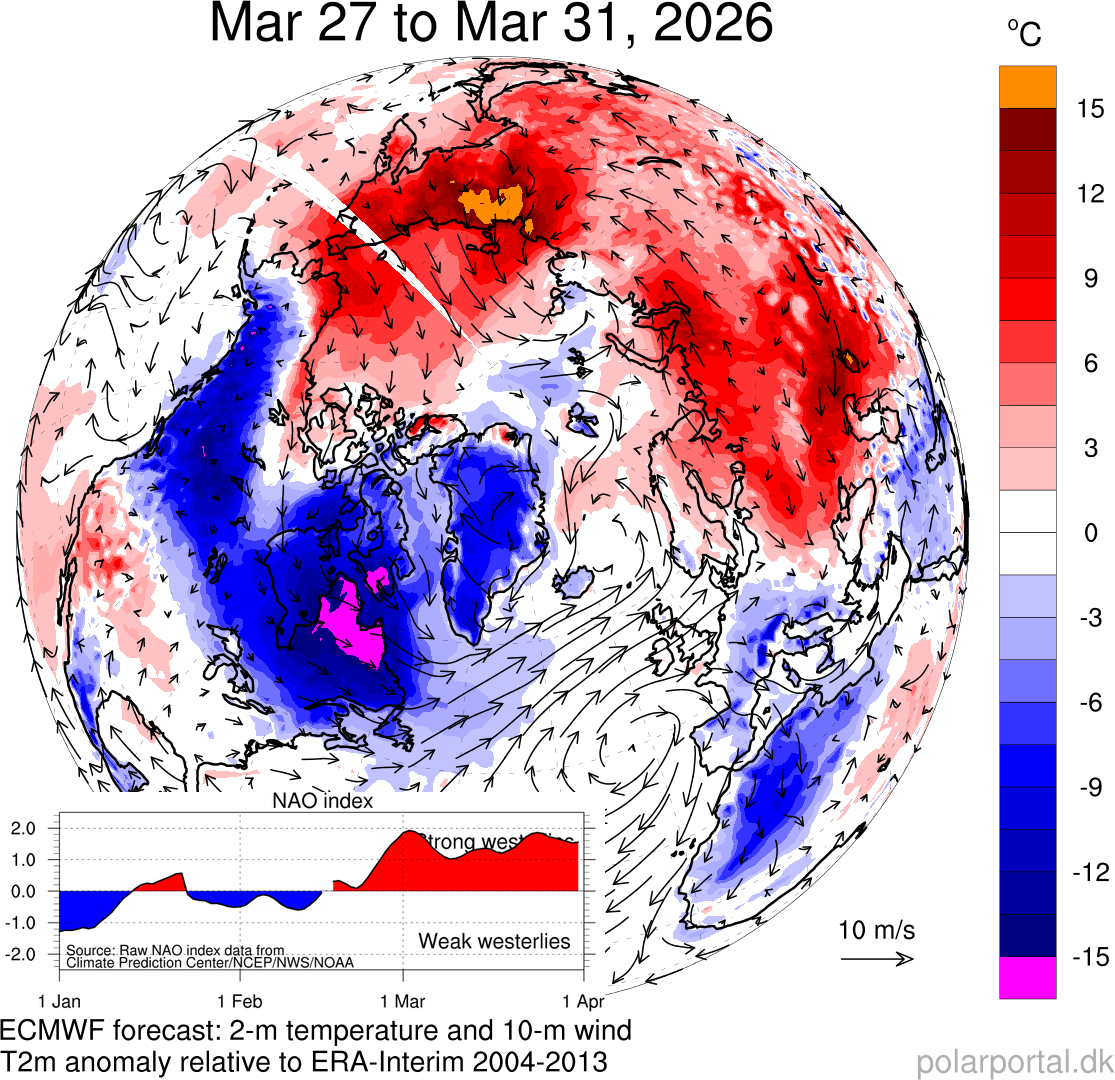 Mar 27 to Mar 31, 2026
°C
15
12
9
6
3
0
-3
-6
-9
-12
-15
10 m/s
NAO index
2.0
1.0
0.0
-1.0
-2.0
Strong westerlies
Weak westerlies
Source: Raw NAO index data from
Climate Prediction Center/NCEP/NWS/NOAA
1 Jan
1 Feb
1 Mar
1 Apr
ECMWF forecast: 2-m temperature and 10-m wind
T2m anomaly relative to ERA-Interim 2004-2013
polarportal.dk